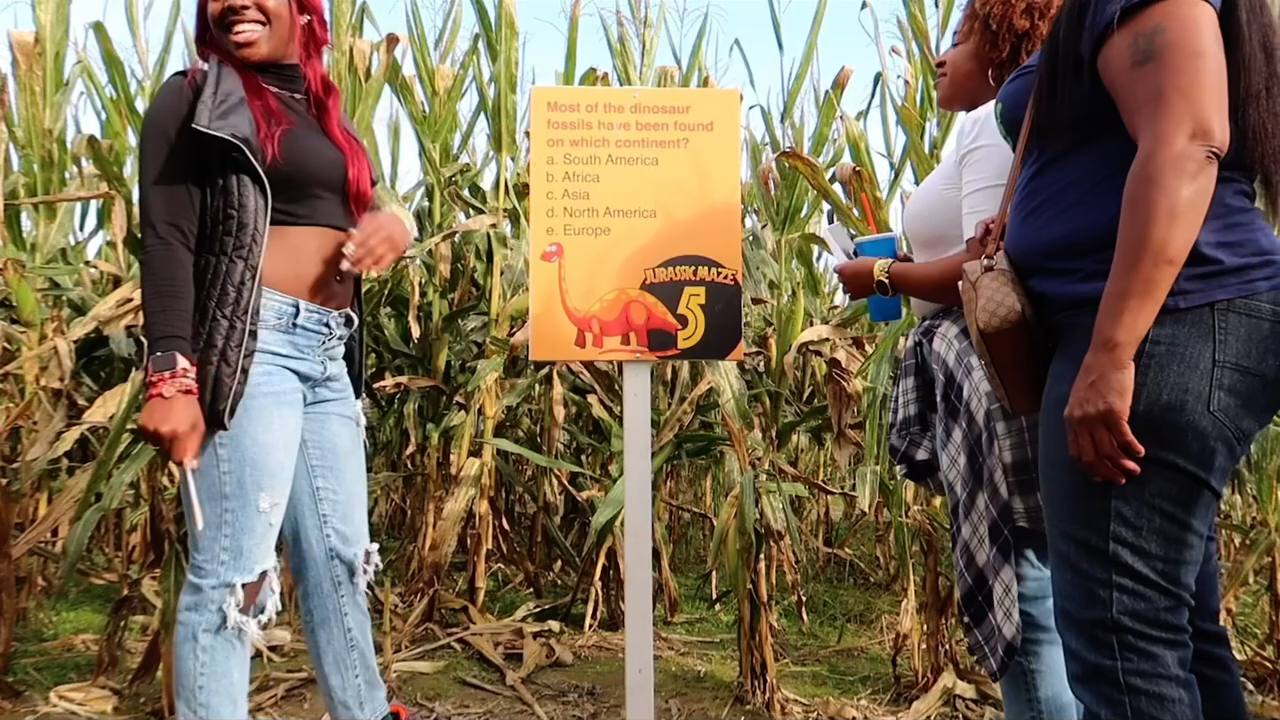 Most of the dinosaur
fossils have been found
on which continent?
a. South America
b. Africa
c. Asia
d. North America
e. Europe
JURASSIC MAZE
5